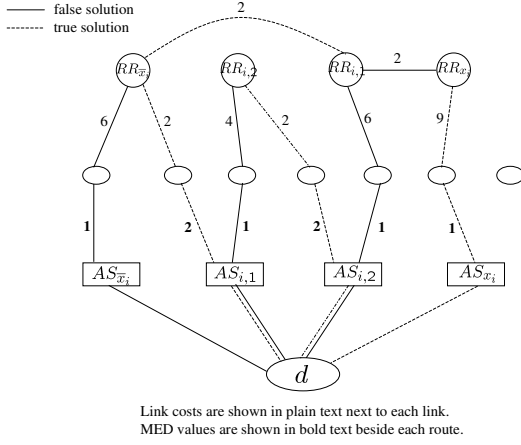 false solution
true solution
2
RR_{\overline{x}_i} RR_{i,2} RR_{i,1} 2 RR_{x_i}
6 2 4 2 6 9
1 2 1 2 1 1
AS_{\overline{x}_i} AS_{i,1} AS_{i,2} AS_{x_i}
d
Link costs are shown in plain text next to each link.
MED values are shown in bold text beside each route.